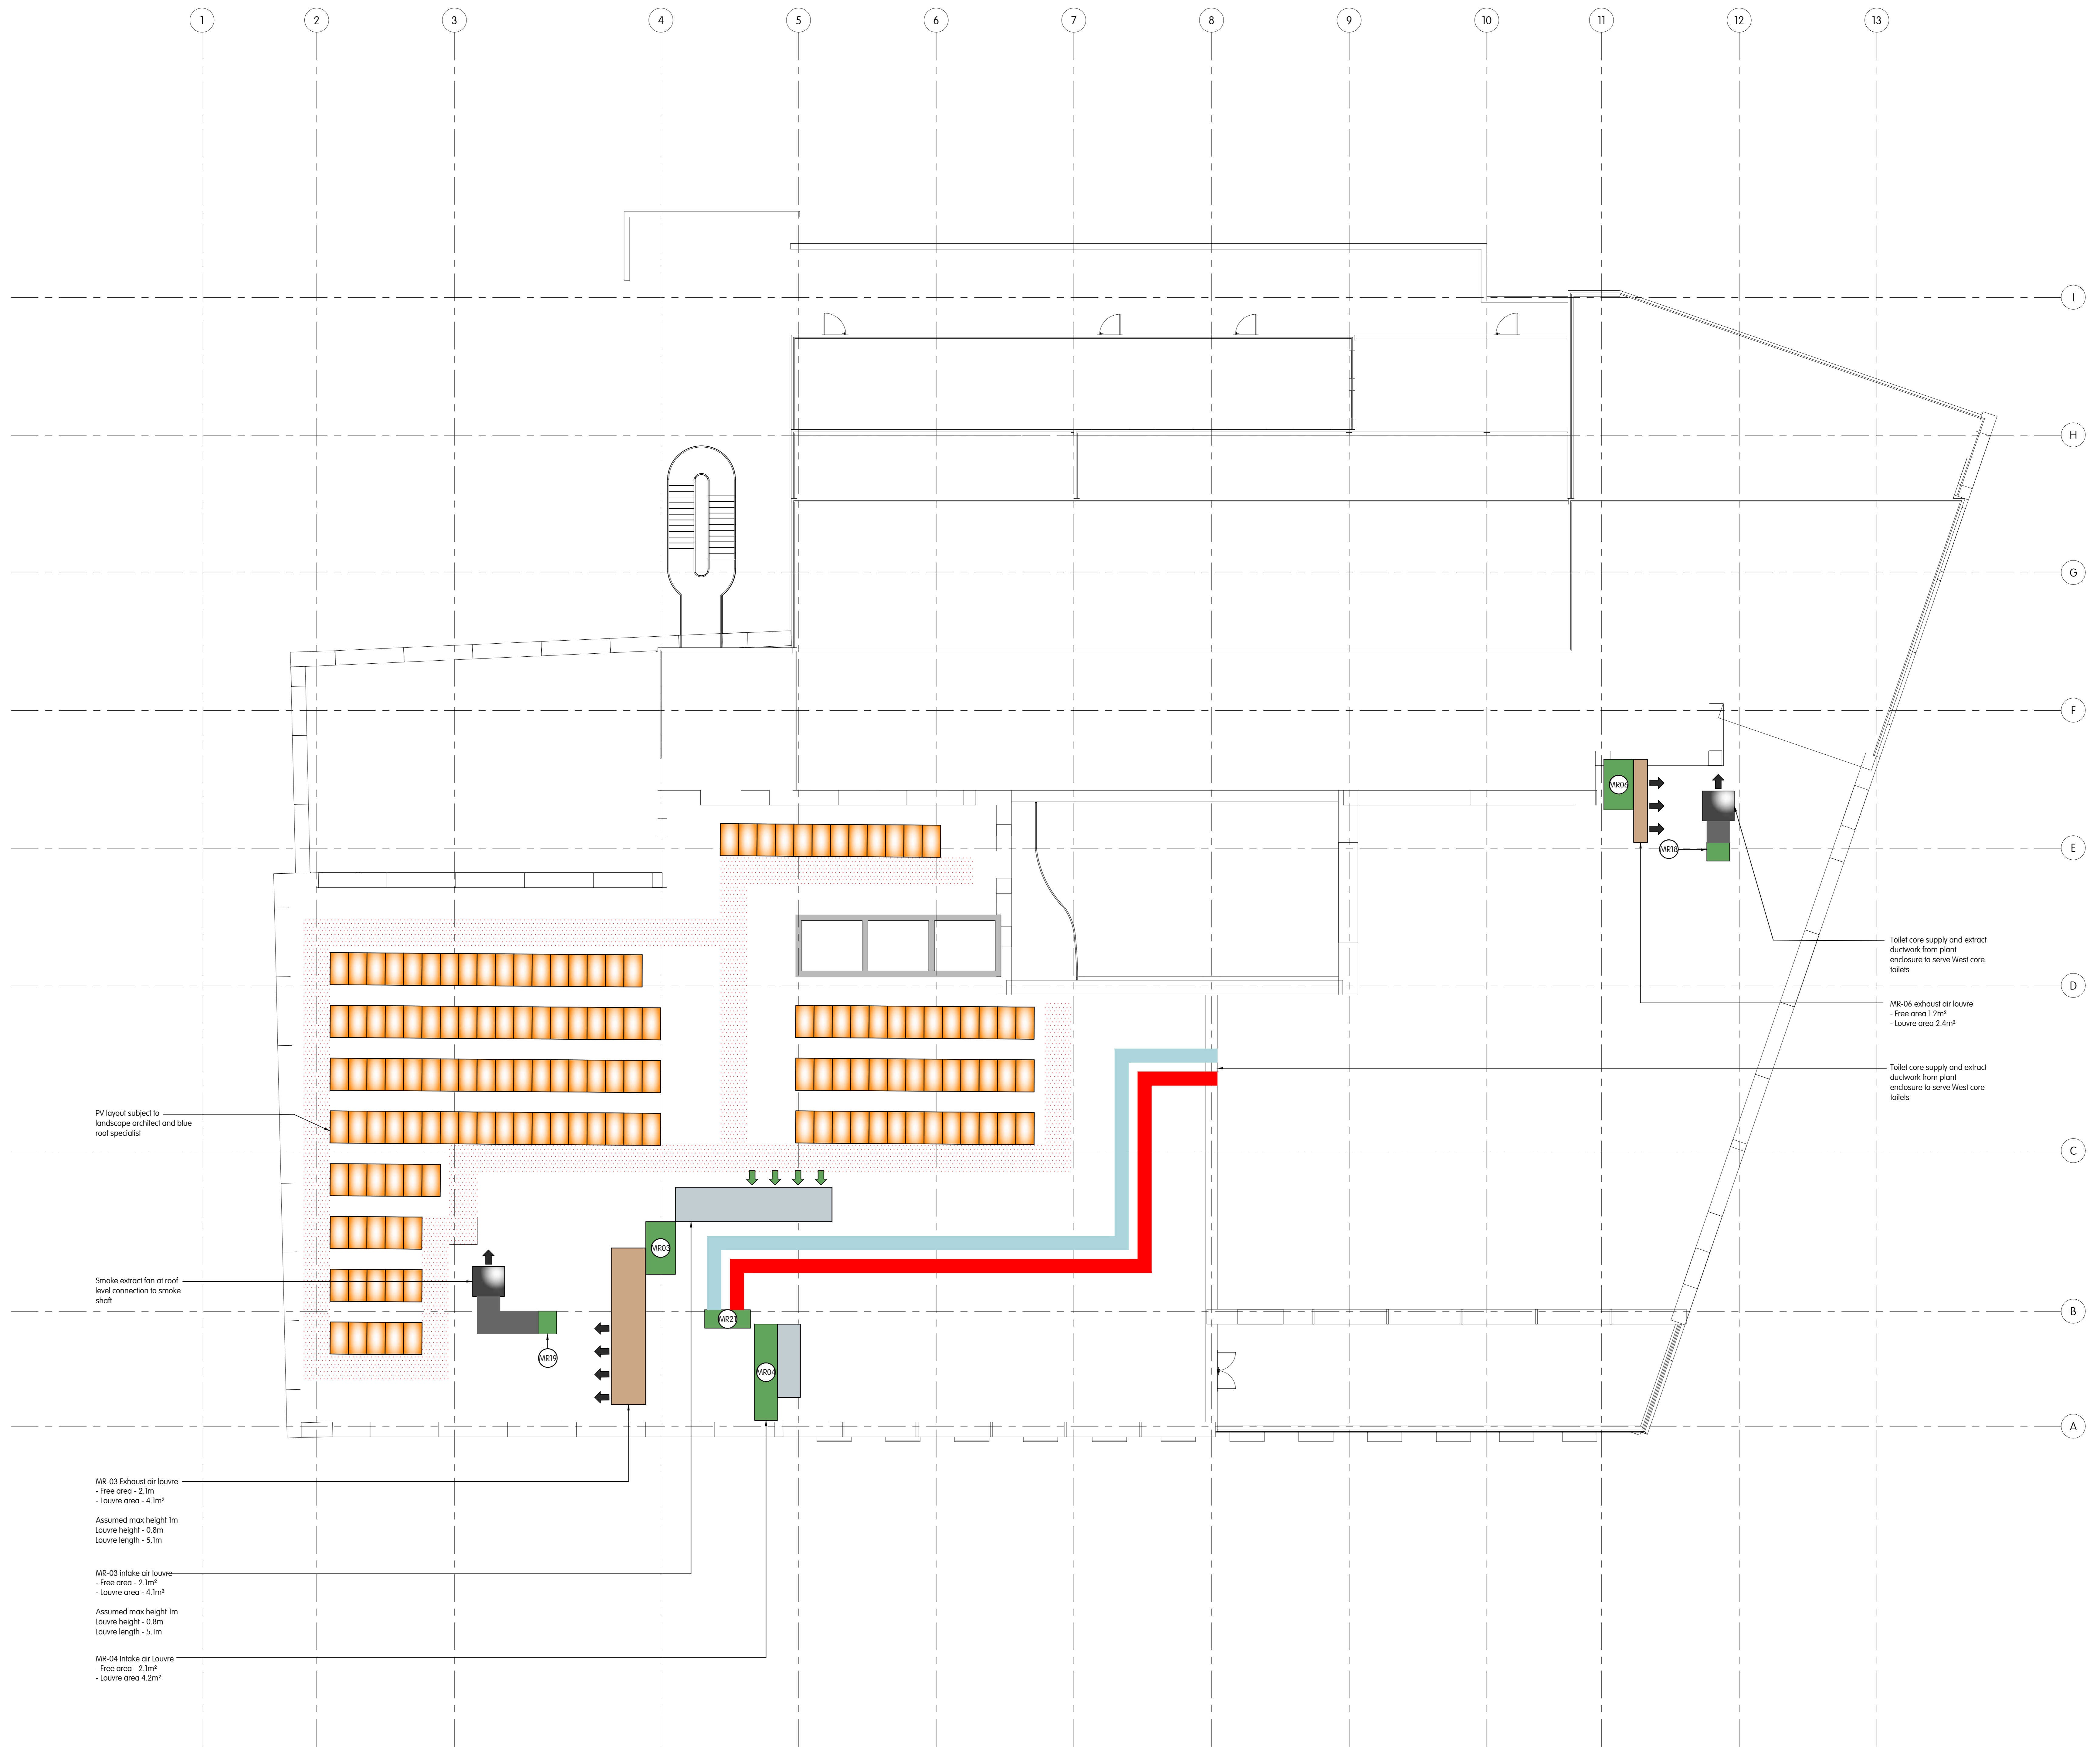 1 2 3 4 5 6 7 8 9 10 11 12 13
I
H
G
F
MR06
E
MR18
Toilet core supply and extract
ductwork from plant
enclosure to serve West core
toilets
D
MR-06 exhaust air louvre
- Free area 1.2m²
- Louvre area 2.4m²
Toilet core supply and extract
ductwork from plant
enclosure to serve West core
toilets
PV layout subject to
landscape architect and blue
roof specialist
C
MR03
Smoke extract fan at roof
level connection to smoke
shaft
B
MR21
MR19
MR04
A
MR-03 Exhaust air louvre
- Free area - 2.1m
- Louvre area - 4.1m²
Assumed max height 1m
Louvre height - 0.8m
Louvre length - 5.1m
MR-03 intake air louvre
- Free area - 2.1m²
- Louvre area - 4.1m²
Assumed max height 1m
Louvre height - 0.8m
Louvre length - 5.1m
MR-04 Intake air Louvre
- Free area - 2.1m²
- Louvre area 4.2m²